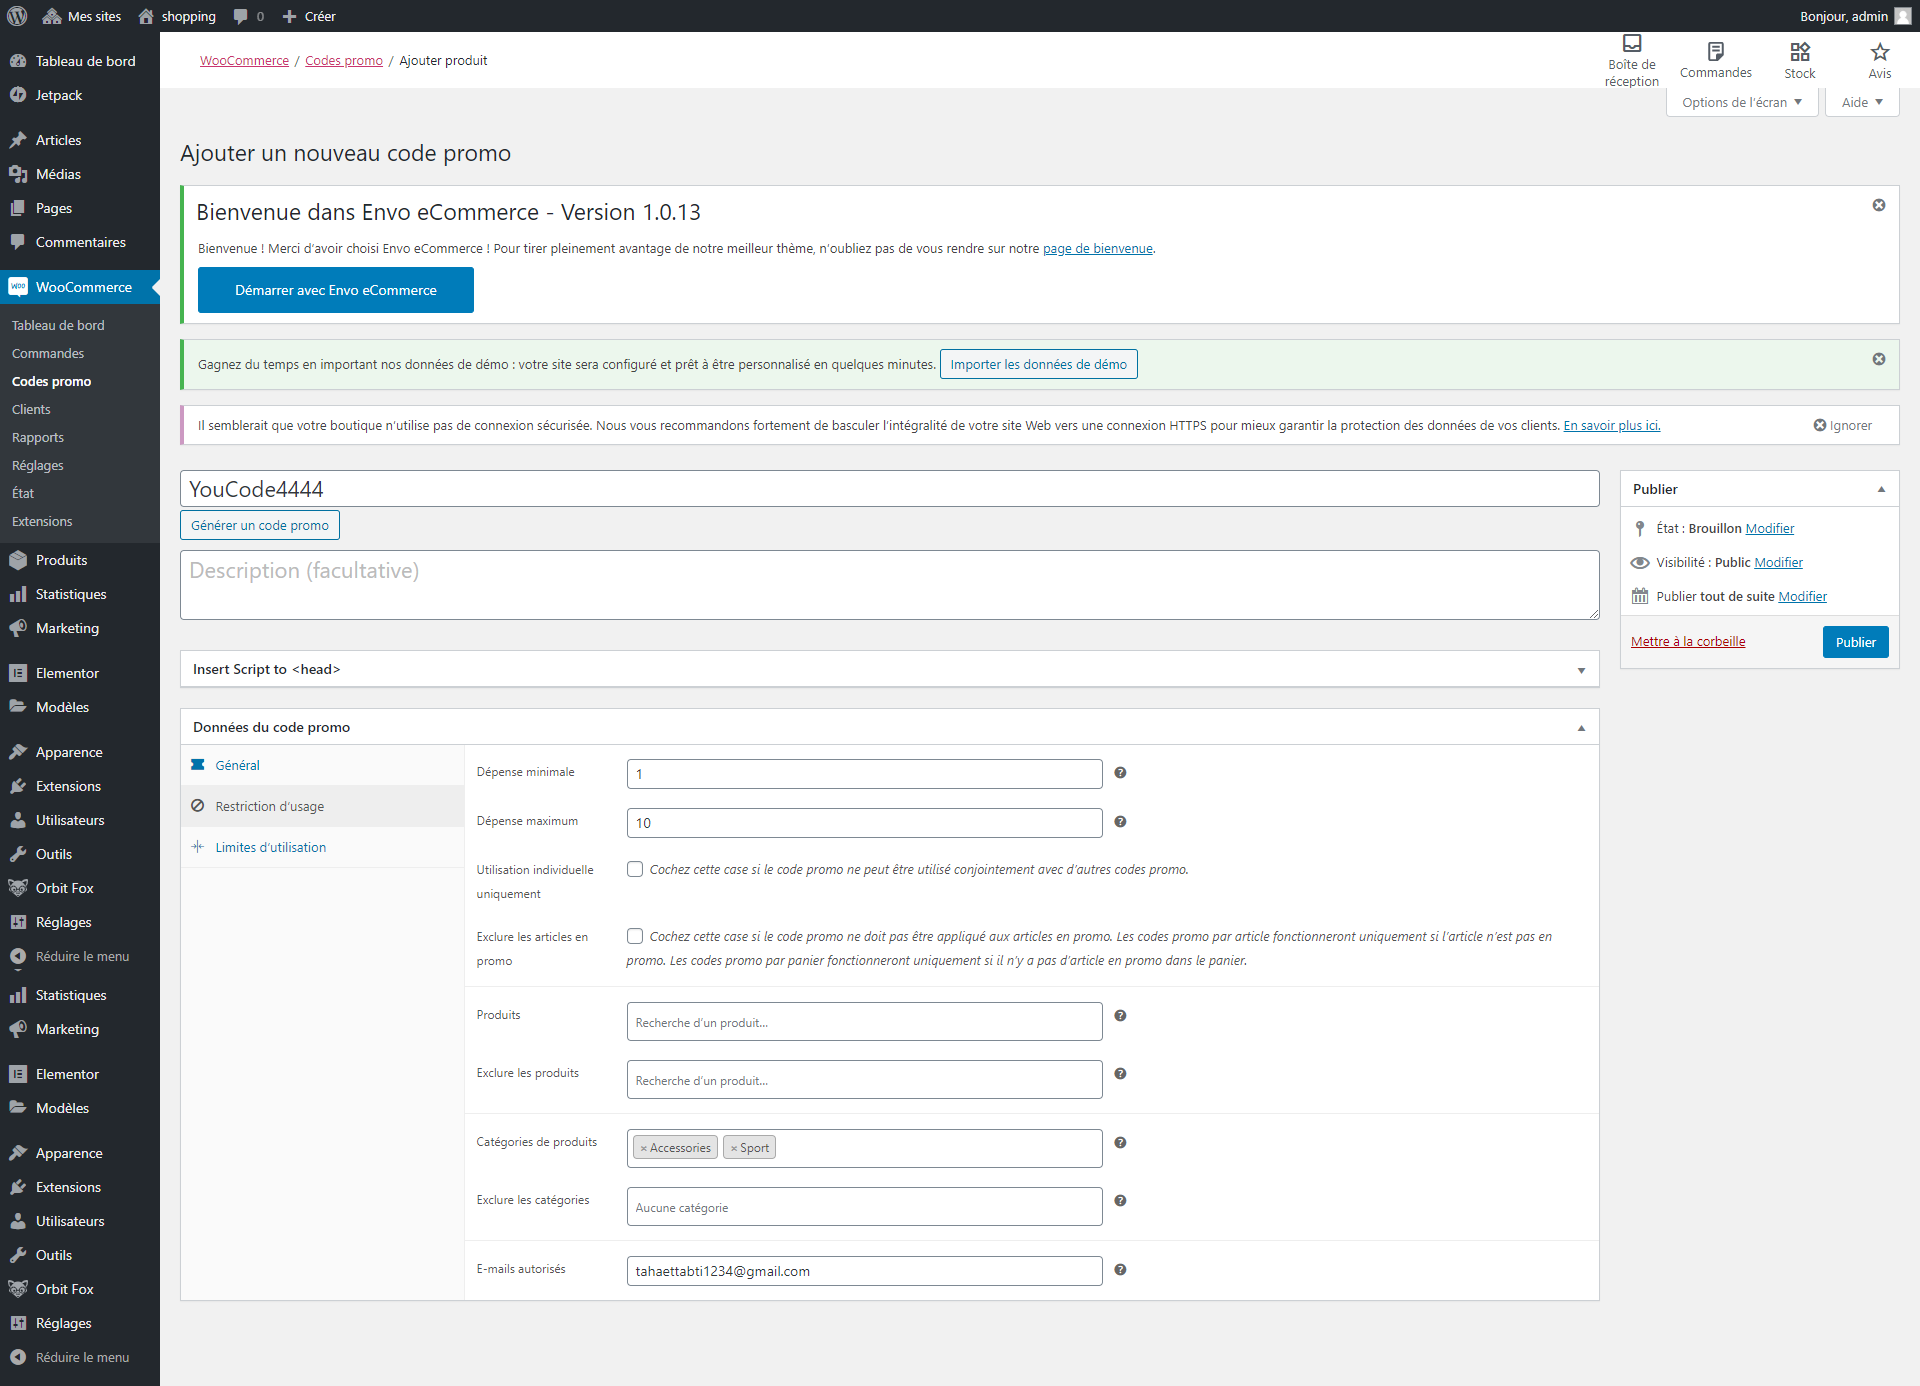 Mes sites
shopping
0
Créer
Bonjour, admin
Tableau de bord
Jetpack
Articles
Médias
Pages
Commentaires
WooCommerce
Tableau de bord
Commandes
Codes promo
Clients
Rapports
Réglages
État
Extensions
Produits
Statistiques
Marketing
Elementor
Modèles
Apparence
Extensions
Utilisateurs
Outils
Orbit Fox
Réglages
Réduire le menu
Statistiques
Marketing
Elementor
Modèles
Apparence
Extensions
Utilisateurs
Outils
Orbit Fox
Réglages
Réduire le menu
WooCommerce / Codes promo / Ajouter produit
Boîte de
réception
Commandes
Stock
Avis
Options de l'écran
Aide
Ajouter un nouveau code promo
Bienvenue dans Envo eCommerce - Version 1.0.13
Bienvenue ! Merci d'avoir choisi Envo eCommerce ! Pour tirer pleinement avantage de notre meilleur thème, n'oubliez pas de vous rendre sur notre page de bienvenue.
Démarrer avec Envo eCommerce
Gagnez du temps en important nos données de démo : votre site sera configuré et prêt à être personnalisé en quelques minutes. Importer les données de démo
Il semblerait que votre boutique n'utilise pas de connexion sécurisée. Nous vous recommandons fortement de basculer l'intégralité de votre site Web vers une connexion HTTPS pour mieux garantir la protection des données de vos clients. En savoir plus ici.
Ignorer
YouCode4444
Générer un code promo
Description (facultative)
Publier
État : Brouillon Modifier
Visibilité : Public Modifier
Publier tout de suite Modifier
Mettre à la corbeille
Publier
Insert Script to <head>
Données du code promo
Général
Restriction d'usage
Limites d'utilisation
Dépense minimale
1
Dépense maximum
10
Utilisation individuelle
uniquement
Cochez cette case si le code promo ne peut être utilisé conjointement avec d'autres codes promo.
Exclure les articles en
promo
Cochez cette case si le code promo ne doit pas être appliqué aux articles en promo. Les codes promo par article fonctionneront uniquement si l'article n'est pas en
promo. Les codes promo par panier fonctionneront uniquement si il n'y a pas d'article en promo dans le panier.
Produits
Recherche d'un produit…
Exclure les produits
Recherche d'un produit…
Catégories de produits
× Accessories × Sport
Exclure les catégories
Aucune catégorie
E-mails autorisés
tahaettabti1234@gmail.com